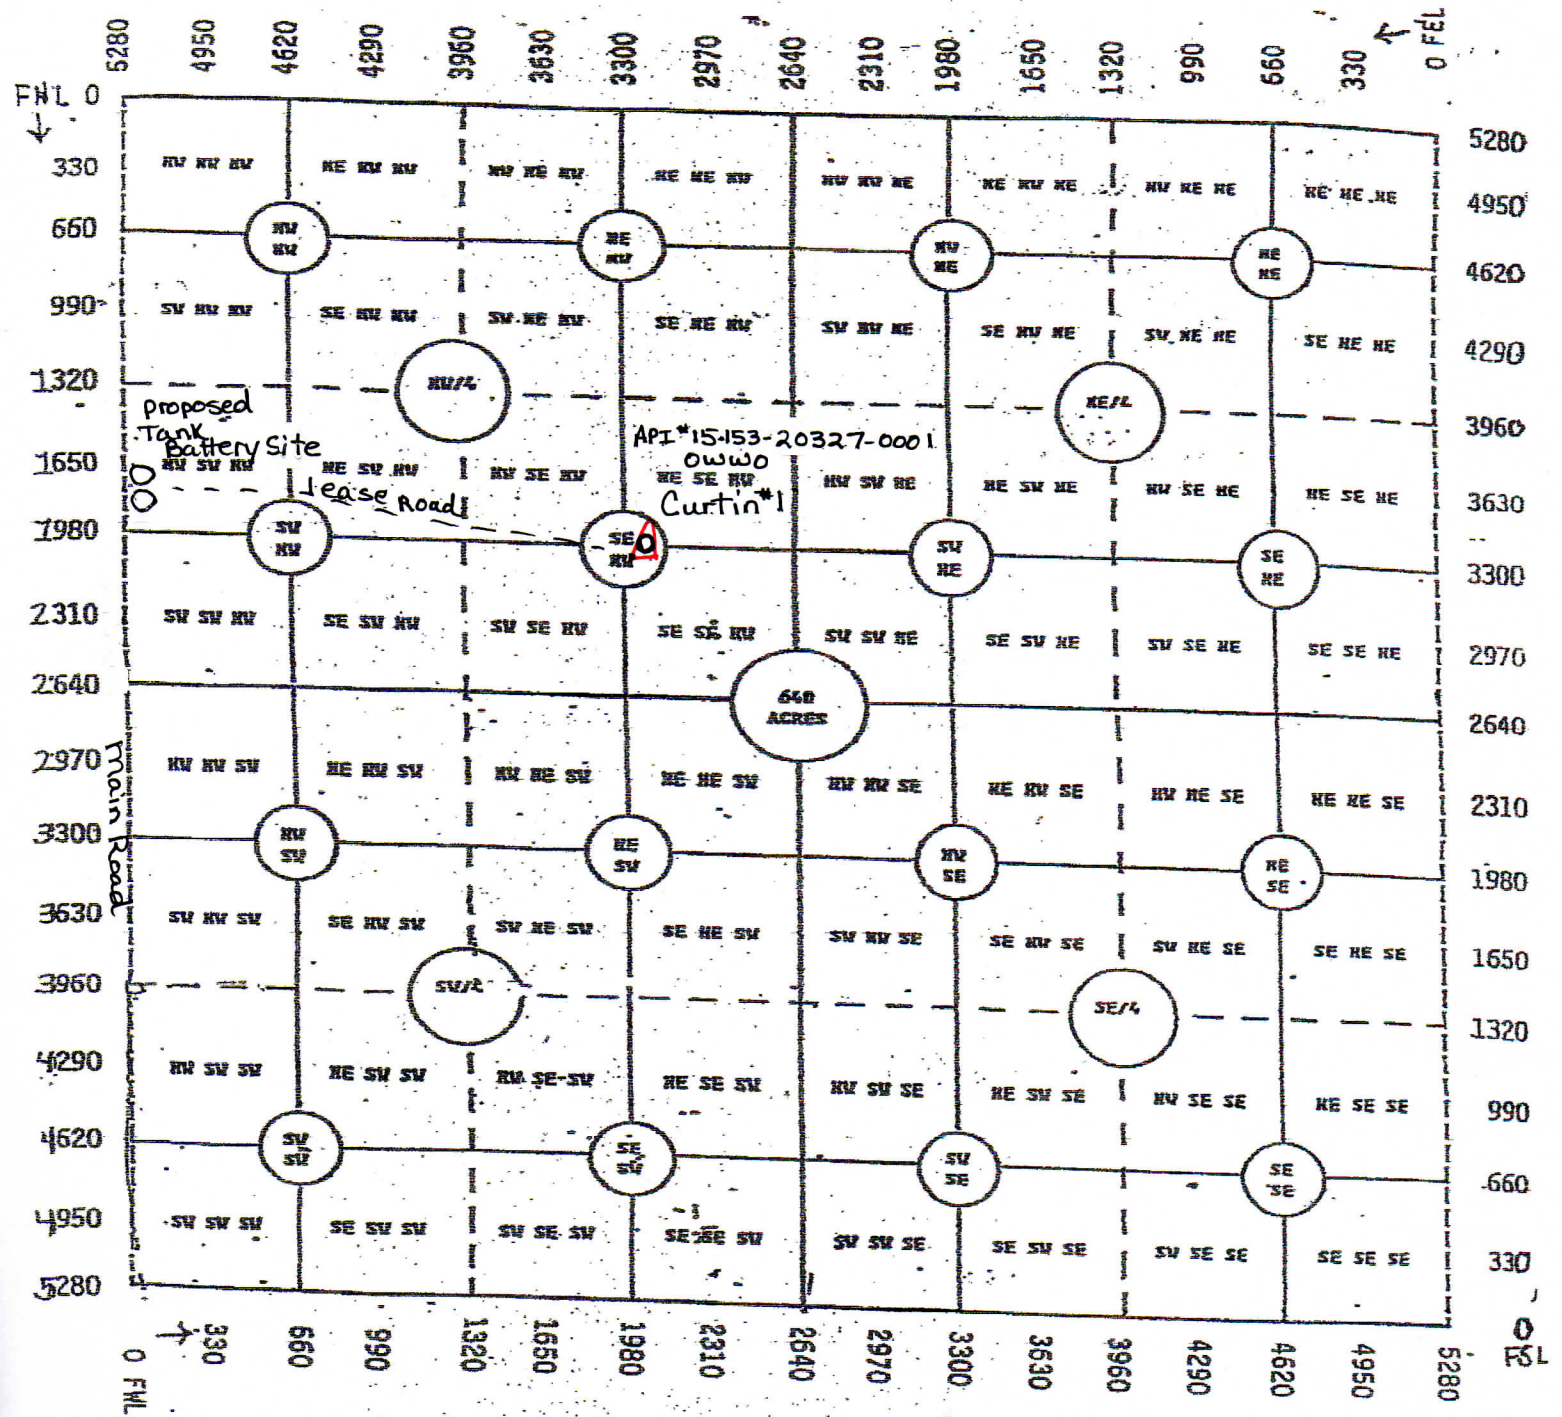 5280 4950 4620 4290 3960 3630 3300 2970 2640 2310 1980 1650 1320 990 660 330 0 FEL
←
FNL 0
↓
5280
330 NW NW NW NE NW NW NW NE NW NE NE NW NW NW NE NE NW NE NW NE NE NE NE NE 4950
660 NW NW NE NW NW NE NE NE 4620
990 SW NW NW SE NW NW SW NE NW SE NE NW SW NW NE SE NW NE SW NE NE SE NE NE 4290
1320 NW/4 NE/4 3960
proposed
Tank
Battery Site
API #15-153-20327-0001
OWWO
1650 NW SW NW NE SW NW NW SE NW NE SE NW NW SW NE NE SW NE NW SE NE NE SE NE 3630
lease Road
Curtin #1
1980 SW NW SE NW SW NE SE NE 3300
2310 SW SW NW SE SW NW SW SE NW SE SE NW SW SW NE SE SW NE SW SE NE SE SE NE 2970
2640 640 ACRES 2640
Main Road
2970 NW NW SW NE NW SW NW NE SW NE NE SW NW NW SE NE NW SE NW NE SE NE NE SE 2310
3300 NW SW NE SW NW SE NE SE 1980
3630 SW NW SW SE NW SW SW NE SW SE NE SW SW NW SE SE NW SE SW NE SE SE NE SE 1650
3960 SW/4 SE/4 1320
4290 NW SW SW NE SW SW NW SE-SW NE SE SW NW SW SE NE SW SE NW SE SE NE SE SE 990
4620 SW SW SE SW SW SE SE SE 660
4950 SW SW SW SE SW SW SW SE SW SE SE SW SW SW SE SE SW SE SW SE SE SE SE SE 330
5280
0
FSL
→
0 FWL 330 660 990 1320 1650 1980 2310 2640 2970 3300 3630 3960 4290 4620 4950 5280